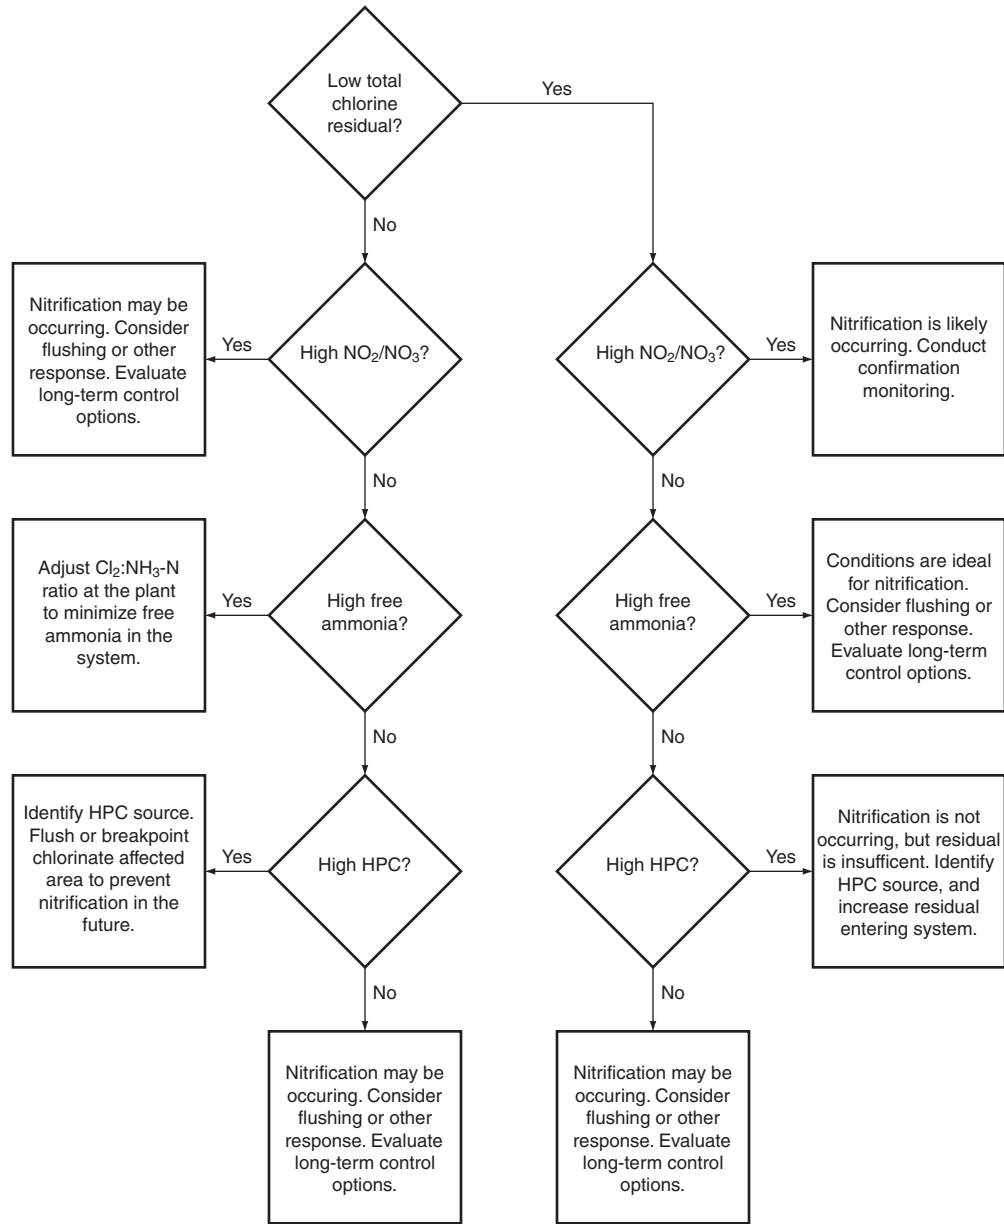 Low total
chlorine
residual?
Yes
No
Nitrification may be
occurring. Consider
flushing or other
response. Evaluate
long-term control
options.
Yes
High NO₂/NO₃?
High NO₂/NO₃?
Yes
Nitrification is likely
occurring. Conduct
confirmation
monitoring.
No
No
Adjust Cl₂:NH₃-N
ratio at the plant
to minimize free
ammonia in the
system.
Yes
High free
ammonia?
High free
ammonia?
Yes
Conditions are ideal
for nitrification.
Consider flushing or
other response.
Evaluate long-term
control options.
No
No
Identify HPC source.
Flush or breakpoint
chlorinate affected
area to prevent
nitrification in the
future.
Yes
High HPC?
High HPC?
Yes
Nitrification is not
occurring, but residual
is insufficent. Identify
HPC source, and
increase residual
entering system.
No
No
Nitrification may be
occuring. Consider
flushing or other
response. Evaluate
long-term control
options.
Nitrification may be
occuring. Consider
flushing or other
response. Evaluate
long-term control
options.